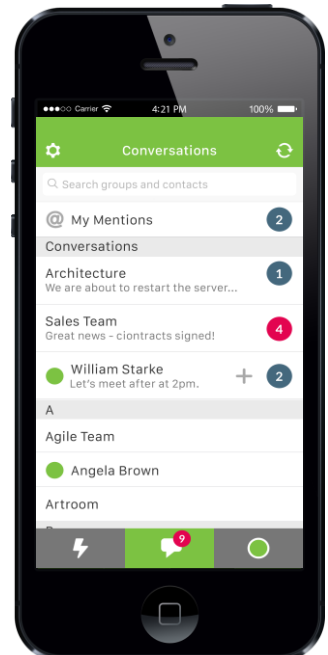 Carrier 4:21 PM 100%
Conversations
Search groups and contacts
@ My Mentions 2
Conversations
Architecture 1
We are about to restart the server...
Sales Team 4
Great news - ciontracts signed!
William Starke + 2
Let's meet after at 2pm.
A
Agile Team
Angela Brown
Artroom
9